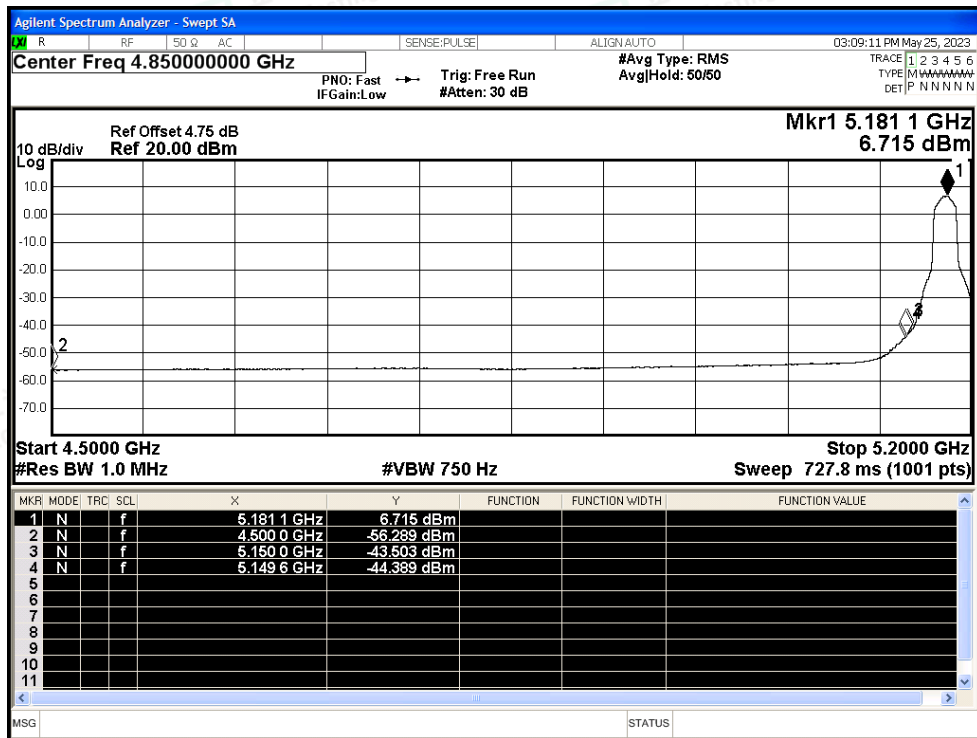 Agilent Spectrum Analyzer - Swept SA
LXI R RF 50 Ω AC SENSE:PULSE ALIGN AUTO 03:09:11 PM May 25, 2023
Center Freq 4.850000000 GHz
PNO: Fast
IFGain:Low
Trig: Free Run
#Atten: 30 dB
#Avg Type: RMS
Avg|Hold: 50/50
TRACE 1 2 3 4 5 6
TYPE M WWWWW
DET P N N N N N
Mkr1 5.181 1 GHz
6.715 dBm
Ref Offset 4.75 dB
10 dB/div Ref 20.00 dBm
Log
1
10.0
0.00
-10.0
-20.0
-30.0
-40.0
-50.0 2
-60.0
-70.0
Start 4.5000 GHz Stop 5.2000 GHz
#Res BW 1.0 MHz #VBW 750 Hz Sweep 727.8 ms (1001 pts)
MKR MODE TRC SCL X Y FUNCTION FUNCTION WIDTH FUNCTION VALUE
1 N f 5.181 1 GHz 6.715 dBm
2 N f 4.500 0 GHz -56.289 dBm
3 N f 5.150 0 GHz -43.503 dBm
4 N f 5.149 6 GHz -44.389 dBm
5
6
7
8
9
10
11
MSG STATUS